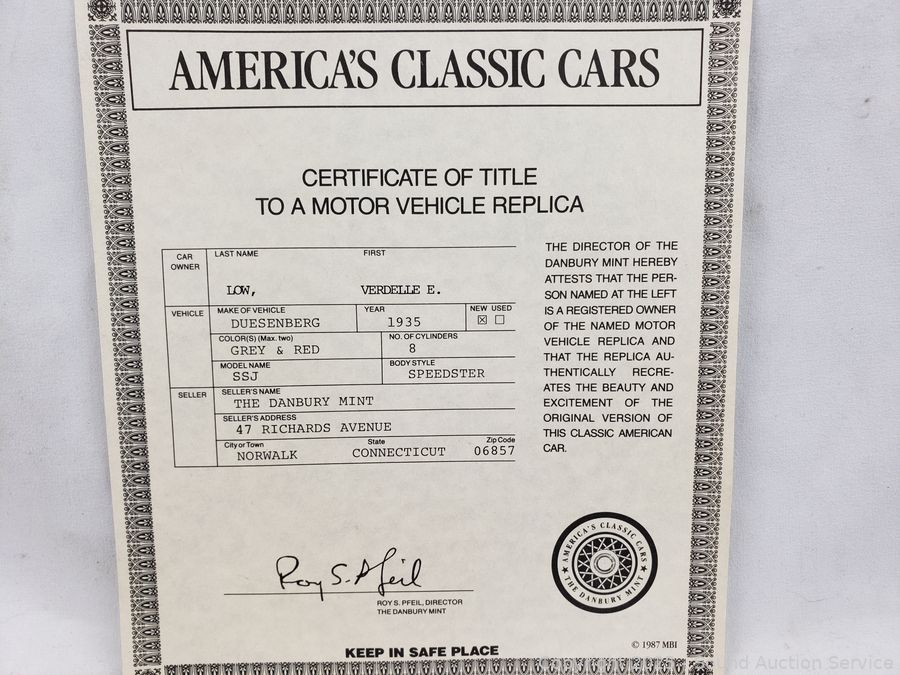 AMERICA'S CLASSIC CARS
CERTIFICATE OF TITLE
TO A MOTOR VEHICLE REPLICA
CAR OWNER
LAST NAME FIRST
LOW, VERDELLE E.
VEHICLE
MAKE OF VEHICLE YEAR NEW USED
DUESENBERG 1935 ☒ ☐
COLOR(S) (Max. two) NO. OF CYLINDERS
GREY & RED 8
MODEL NAME BODY STYLE
SSJ SPEEDSTER
SELLER
SELLER'S NAME
THE DANBURY MINT
SELLER'S ADDRESS
47 RICHARDS AVENUE
City or Town State Zip Code
NORWALK CONNECTICUT 06857
THE DIRECTOR OF THE
DANBURY MINT HEREBY
ATTESTS THAT THE PER-
SON NAMED AT THE LEFT
IS A REGISTERED OWNER
OF THE NAMED MOTOR
VEHICLE REPLICA AND
THAT THE REPLICA AU-
THENTICALLY RECRE-
ATES THE BEAUTY AND
EXCITEMENT OF THE
ORIGINAL VERSION OF
THIS CLASSIC AMERICAN
CAR.
Roy S. Pfeil
ROY S. PFEIL, DIRECTOR
THE DANBURY MINT
AMERICA'S CLASSIC CARS
THE DANBURY MINT
KEEP IN SAFE PLACE
© 1987 MBI
Auction Service